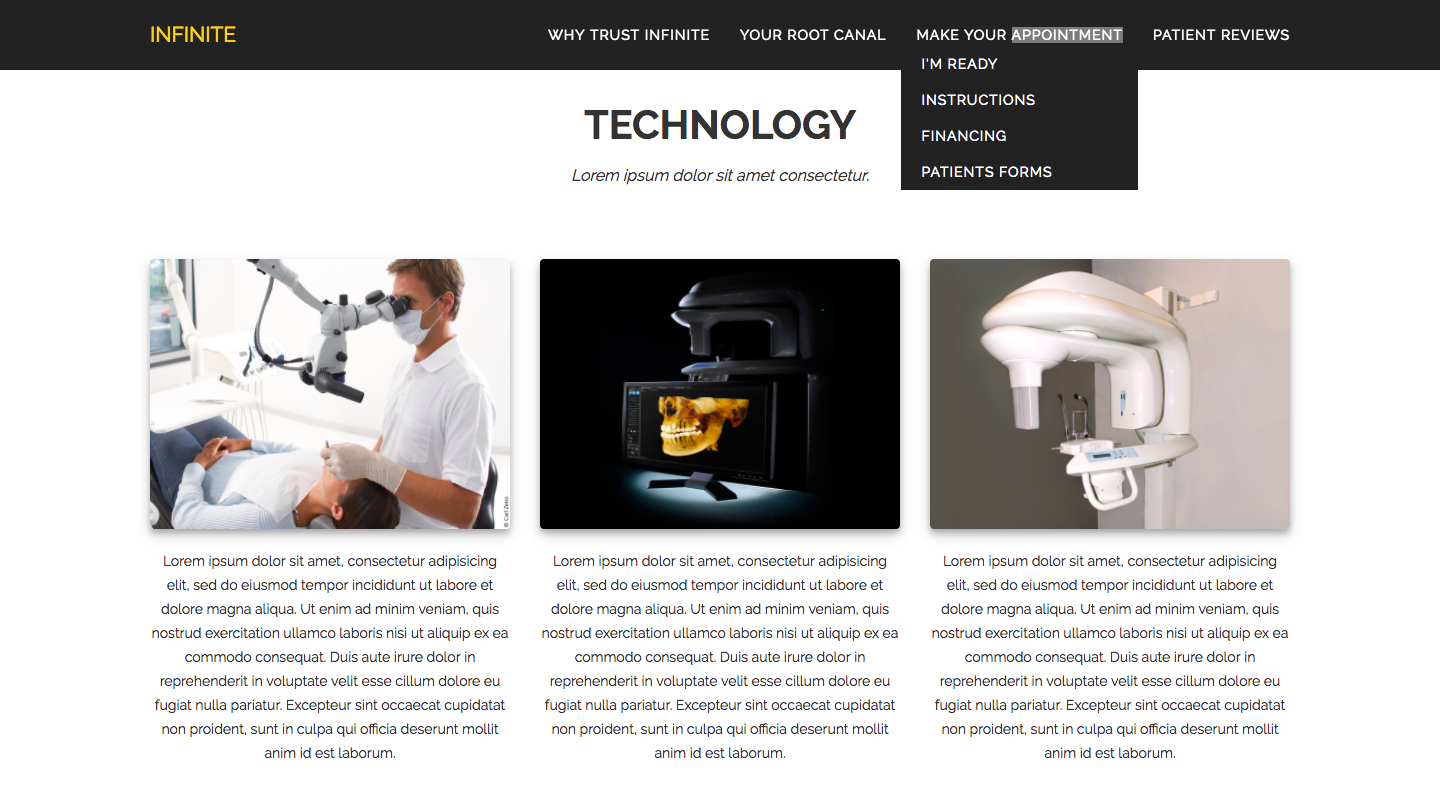 INFINITE
WHY TRUST INFINITE
YOUR ROOT CANAL
MAKE YOUR APPOINTMENT
PATIENT REVIEWS
I'M READY
INSTRUCTIONS
FINANCING
PATIENTS FORMS
TECHNOLOGY
Lorem ipsum dolor sit amet consectetur.
© Carl Zeiss
Lorem ipsum dolor sit amet, consectetur adipisicing
elit, sed do eiusmod tempor incididunt ut labore et
dolore magna aliqua. Ut enim ad minim veniam, quis
nostrud exercitation ullamco laboris nisi ut aliquip ex ea
commodo consequat. Duis aute irure dolor in
reprehenderit in voluptate velit esse cillum dolore eu
fugiat nulla pariatur. Excepteur sint occaecat cupidatat
non proident, sunt in culpa qui officia deserunt mollit
anim id est laborum.
Lorem ipsum dolor sit amet, consectetur adipisicing
elit, sed do eiusmod tempor incididunt ut labore et
dolore magna aliqua. Ut enim ad minim veniam, quis
nostrud exercitation ullamco laboris nisi ut aliquip ex ea
commodo consequat. Duis aute irure dolor in
reprehenderit in voluptate velit esse cillum dolore eu
fugiat nulla pariatur. Excepteur sint occaecat cupidatat
non proident, sunt in culpa qui officia deserunt mollit
anim id est laborum.
Lorem ipsum dolor sit amet, consectetur adipisicing
elit, sed do eiusmod tempor incididunt ut labore et
dolore magna aliqua. Ut enim ad minim veniam, quis
nostrud exercitation ullamco laboris nisi ut aliquip ex ea
commodo consequat. Duis aute irure dolor in
reprehenderit in voluptate velit esse cillum dolore eu
fugiat nulla pariatur. Excepteur sint occaecat cupidatat
non proident, sunt in culpa qui officia deserunt mollit
anim id est laborum.